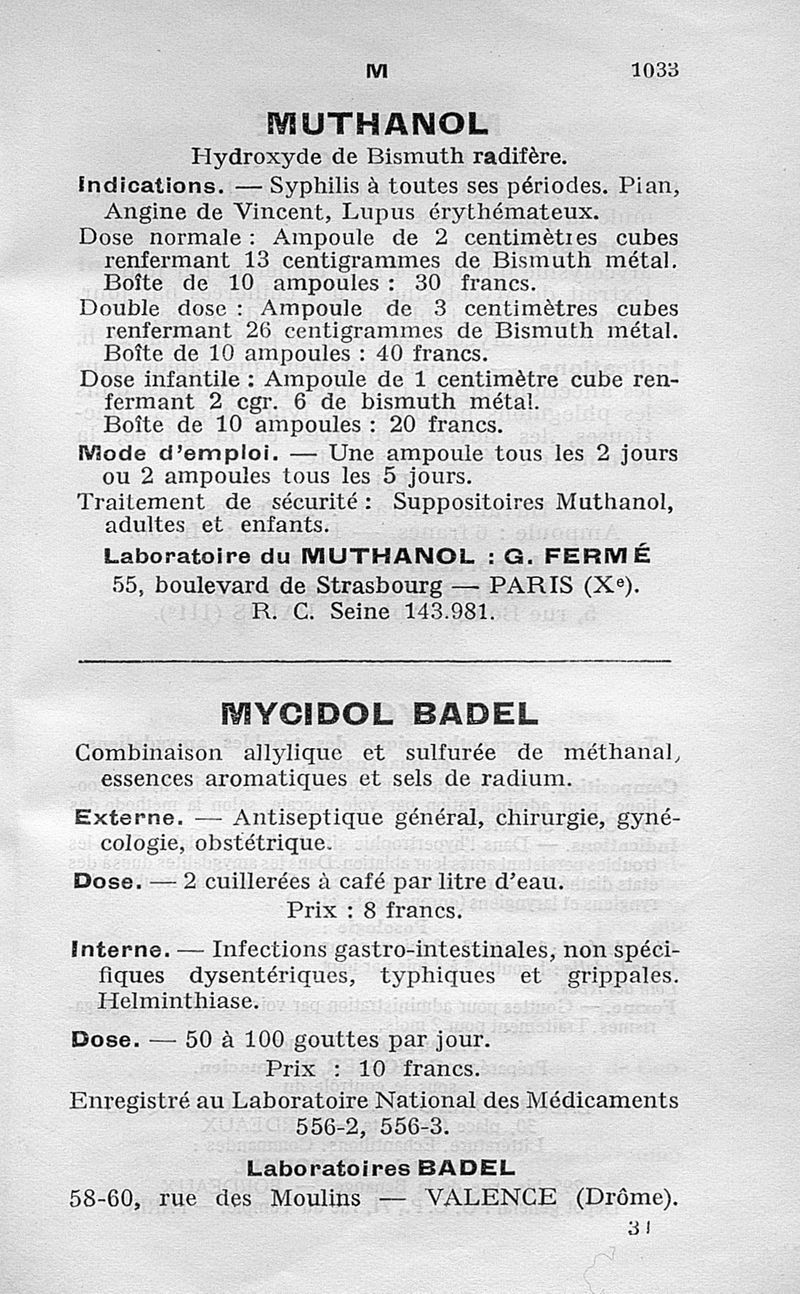 M 1033
MUTHANOL
Hydroxyde de Bismuth radifère.
Indications. — Syphilis à toutes ses périodes. Pian,
Angine de Vincent, Lupus érythémateux.
Dose normale : Ampoule de 2 centimètres cubes
renfermant 13 centigrammes de Bismuth métal.
Boîte de 10 ampoules : 30 francs.
Double dose : Ampoule de 3 centimètres cubes
renfermant 26 centigrammes de Bismuth métal.
Boîte de 10 ampoules : 40 francs.
Dose infantile : Ampoule de 1 centimètre cube ren-
fermant 2 cgr. 6 de bismuth métal.
Boîte de 10 ampoules : 20 francs.
Mode d'emploi. — Une ampoule tous les 2 jours
ou 2 ampoules tous les 5 jours.
Traitement de sécurité : Suppositoires Muthanol,
adultes et enfants.
Laboratoire du MUTHANOL : G. FERMÉ
55, boulevard de Strasbourg — PARIS (Xe).
R. C. Seine 143.981.
MYCIDOL BADEL
Combinaison allylique et sulfurée de méthanal,
essences aromatiques et sels de radium.
Externe. — Antiseptique général, chirurgie, gyné-
cologie, obstétrique.
Dose. — 2 cuillerées à café par litre d'eau.
Prix : 8 francs.
Interne. — Infections gastro-intestinales, non spéci-
fiques dysentériques, typhiques et grippales.
Helminthiase.
Dose. — 50 à 100 gouttes par jour.
Prix : 10 francs.
Enregistré au Laboratoire National des Médicaments
556-2, 556-3.
Laboratoires BADEL
58-60, rue des Moulins — VALENCE (Drôme).
31